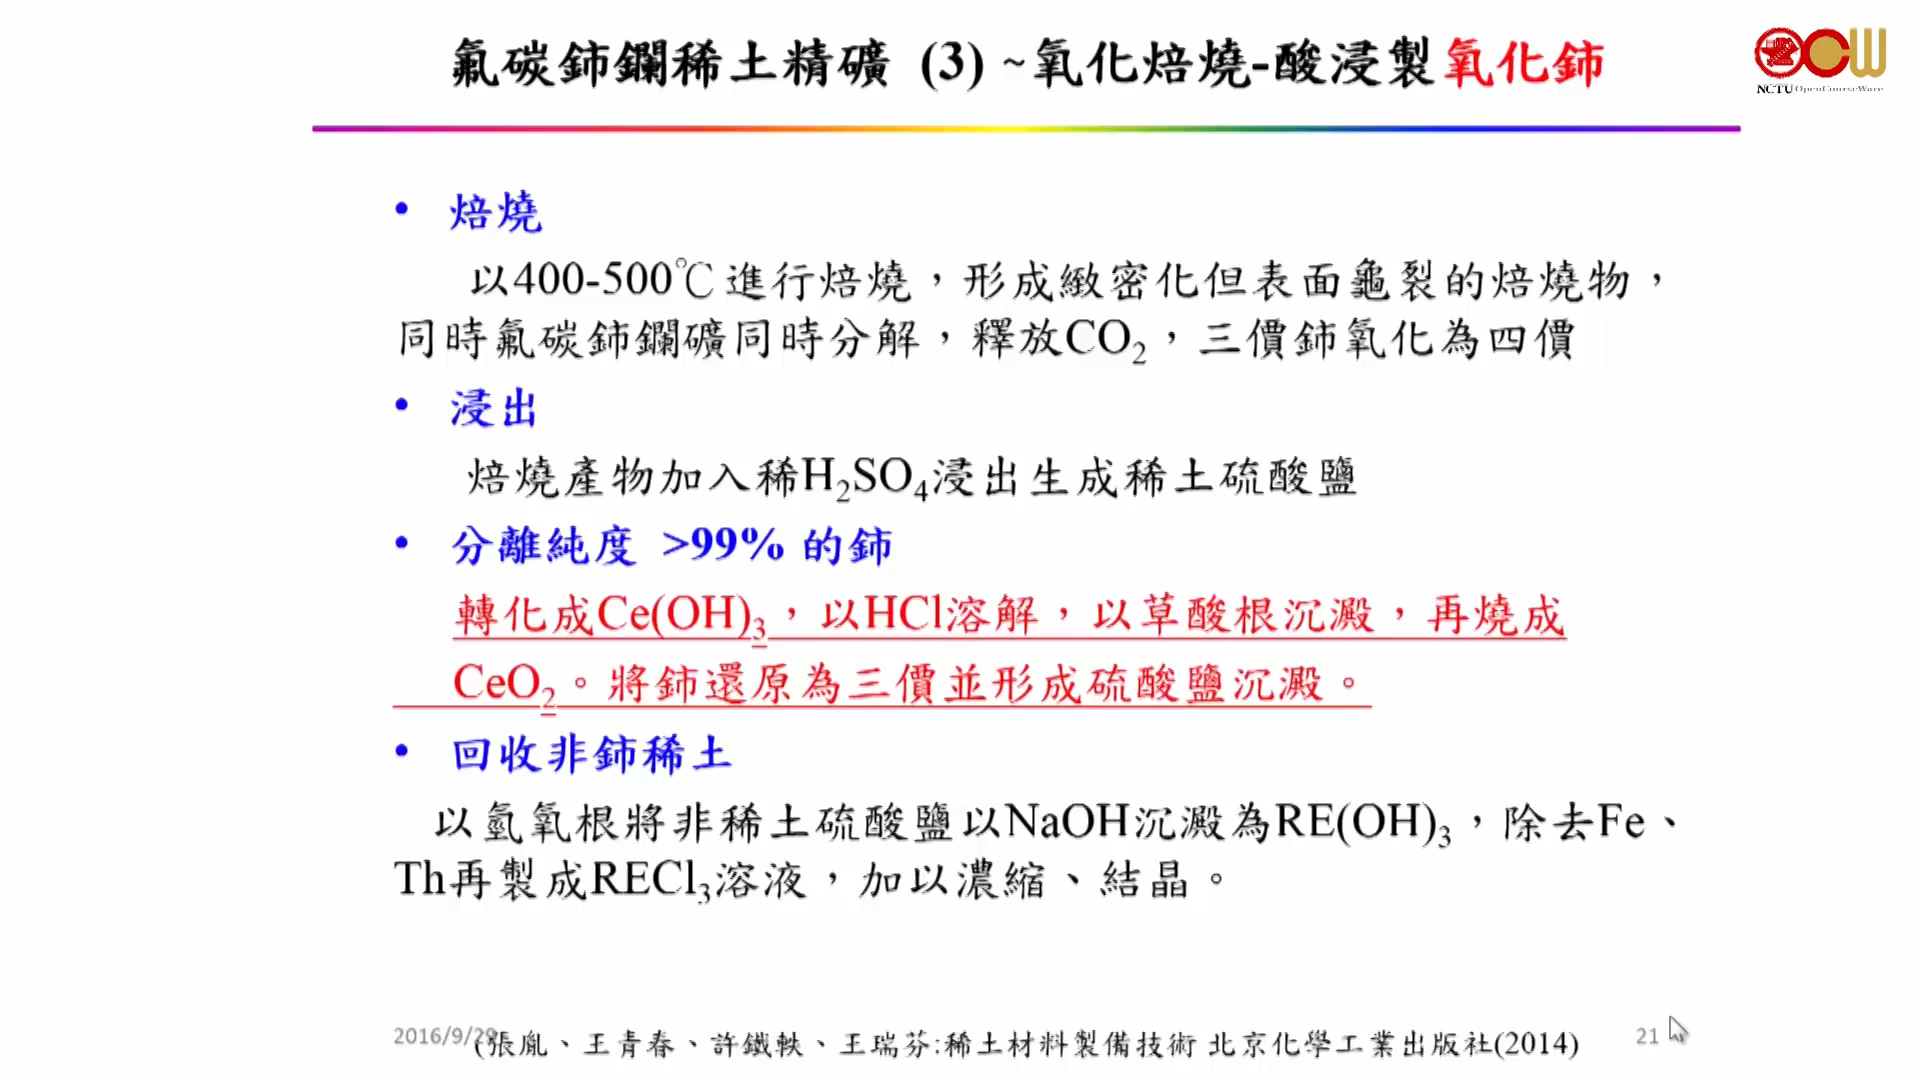 氟碳鈰鑭稀土精礦 (3) ~氧化焙燒-酸浸製氧化鈰
NCTU OpenCourseWare
• 焙燒
以400-500℃進行焙燒，形成緻密化但表面龜裂的焙燒物，
同時氟碳鈰鑭礦同時分解，釋放CO2，三價鈰氧化為四價
• 浸出
焙燒產物加入稀H2SO4浸出生成稀土硫酸鹽
• 分離純度 >99% 的鈰
轉化成Ce(OH)3，以HCl溶解，以草酸根沉澱，再燒成
CeO2。將鈰還原為三價並形成硫酸鹽沉澱。
• 回收非鈰稀土
以氫氧根將非稀土硫酸鹽以NaOH沉澱為RE(OH)3，除去Fe、
Th再製成RECl3溶液，加以濃縮、結晶。
2016/9/29
(張胤、王青春、許鐵軼、王瑞芬:稀土材料製備技術 北京化學工業出版社(2014)
21